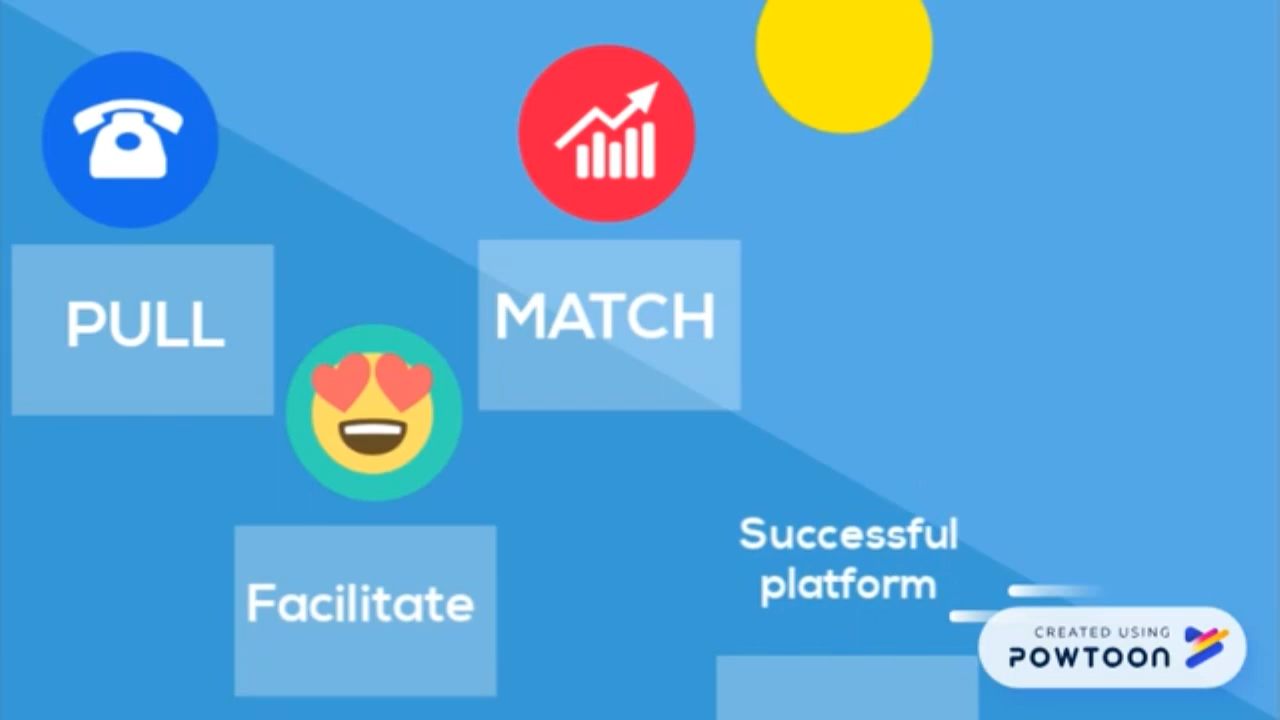 PULL
MATCH
Facilitate
Successful
platform
CREATED USING
POWTOON